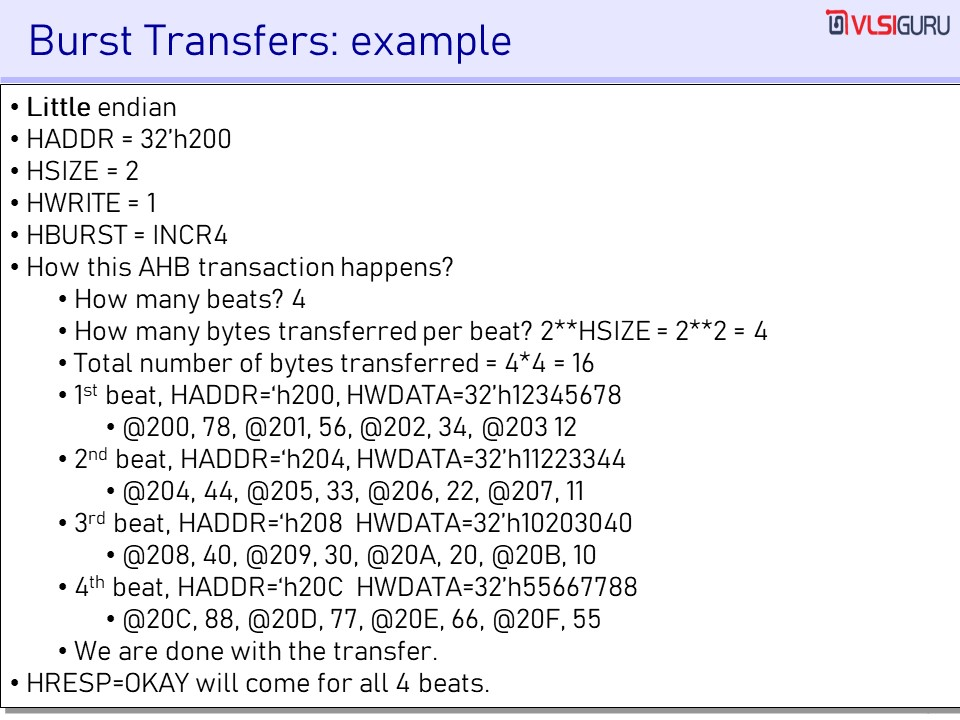 Burst Transfers: example
VLSIGURU
• Little endian
• HADDR = 32’h200
• HSIZE = 2
• HWRITE = 1
• HBURST = INCR4
• How this AHB transaction happens?
• How many beats? 4
• How many bytes transferred per beat? 2**HSIZE = 2**2 = 4
• Total number of bytes transferred = 4*4 = 16
• 1st beat, HADDR=‘h200, HWDATA=32’h12345678
• @200, 78, @201, 56, @202, 34, @203 12
• 2nd beat, HADDR=‘h204, HWDATA=32’h11223344
• @204, 44, @205, 33, @206, 22, @207, 11
• 3rd beat, HADDR=‘h208 HWDATA=32’h10203040
• @208, 40, @209, 30, @20A, 20, @20B, 10
• 4th beat, HADDR=‘h20C HWDATA=32’h55667788
• @20C, 88, @20D, 77, @20E, 66, @20F, 55
• We are done with the transfer.
• HRESP=OKAY will come for all 4 beats.